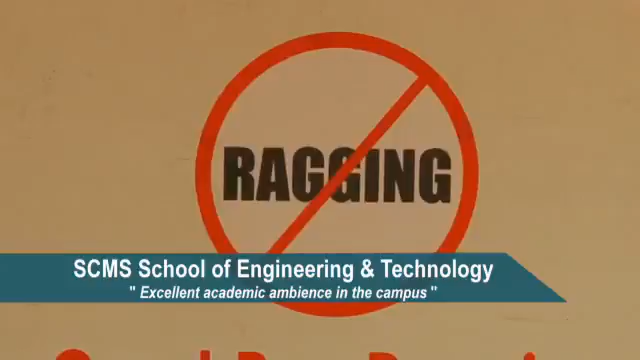 RAGGING
SCMS School of Engineering & Technology
" Excellent academic ambience in the campus "